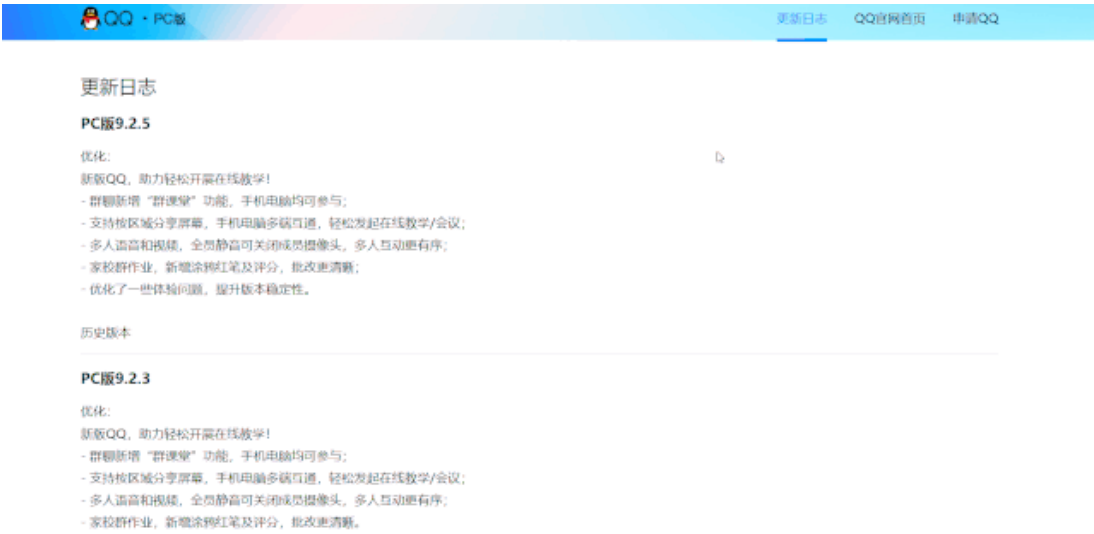 QQ · PC版
更新日志 QQ官网首页 申请QQ
更新日志
PC版9.2.5
优化:
新版QQ，助力轻松开展在线教学!
- 群聊新增“群课堂”功能，手机电脑均可参与;
- 支持按区域分享屏幕，手机电脑多端互通，轻松发起在线教学/会议;
- 多人语音和视频，全员静音可关闭成员摄像头，多人互动更有序;
- 家校群作业，新增涂鸦红笔及评分，批改更清晰;
- 优化了一些体验问题，提升版本稳定性。
历史版本
PC版9.2.3
优化:
新版QQ，助力轻松开展在线教学!
- 群聊新增“群课堂”功能，手机电脑均可参与;
- 支持按区域分享屏幕，手机电脑多端互通，轻松发起在线教学/会议;
- 多人语音和视频，全员静音可关闭成员摄像头，多人互动更有序;
- 家校群作业，新增涂鸦红笔及评分，批改更清晰。